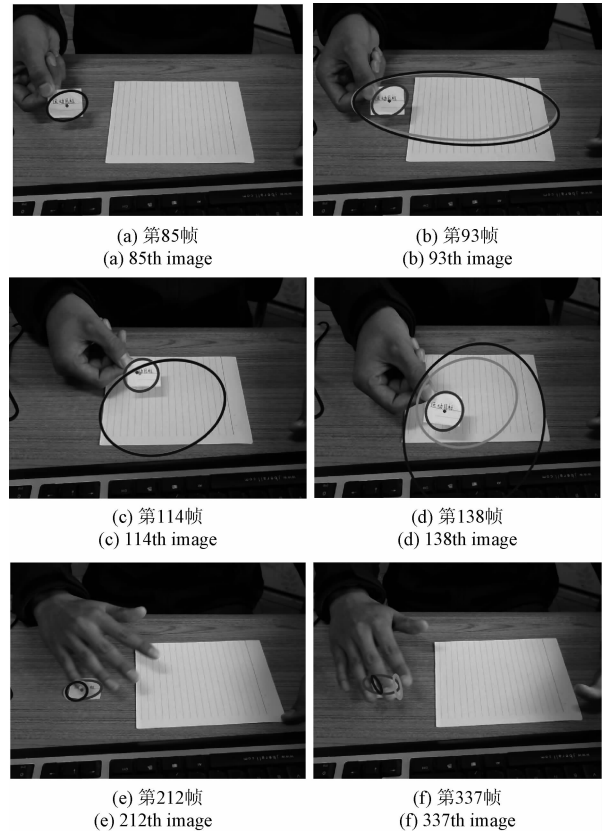 (a) 第85帧
(a) 85th image
(b) 第93帧
(b) 93th image
(c) 第114帧
(c) 114th image
(d) 第138帧
(d) 138th image
(e) 第212帧
(e) 212th image
(f) 第337帧
(f) 337th image